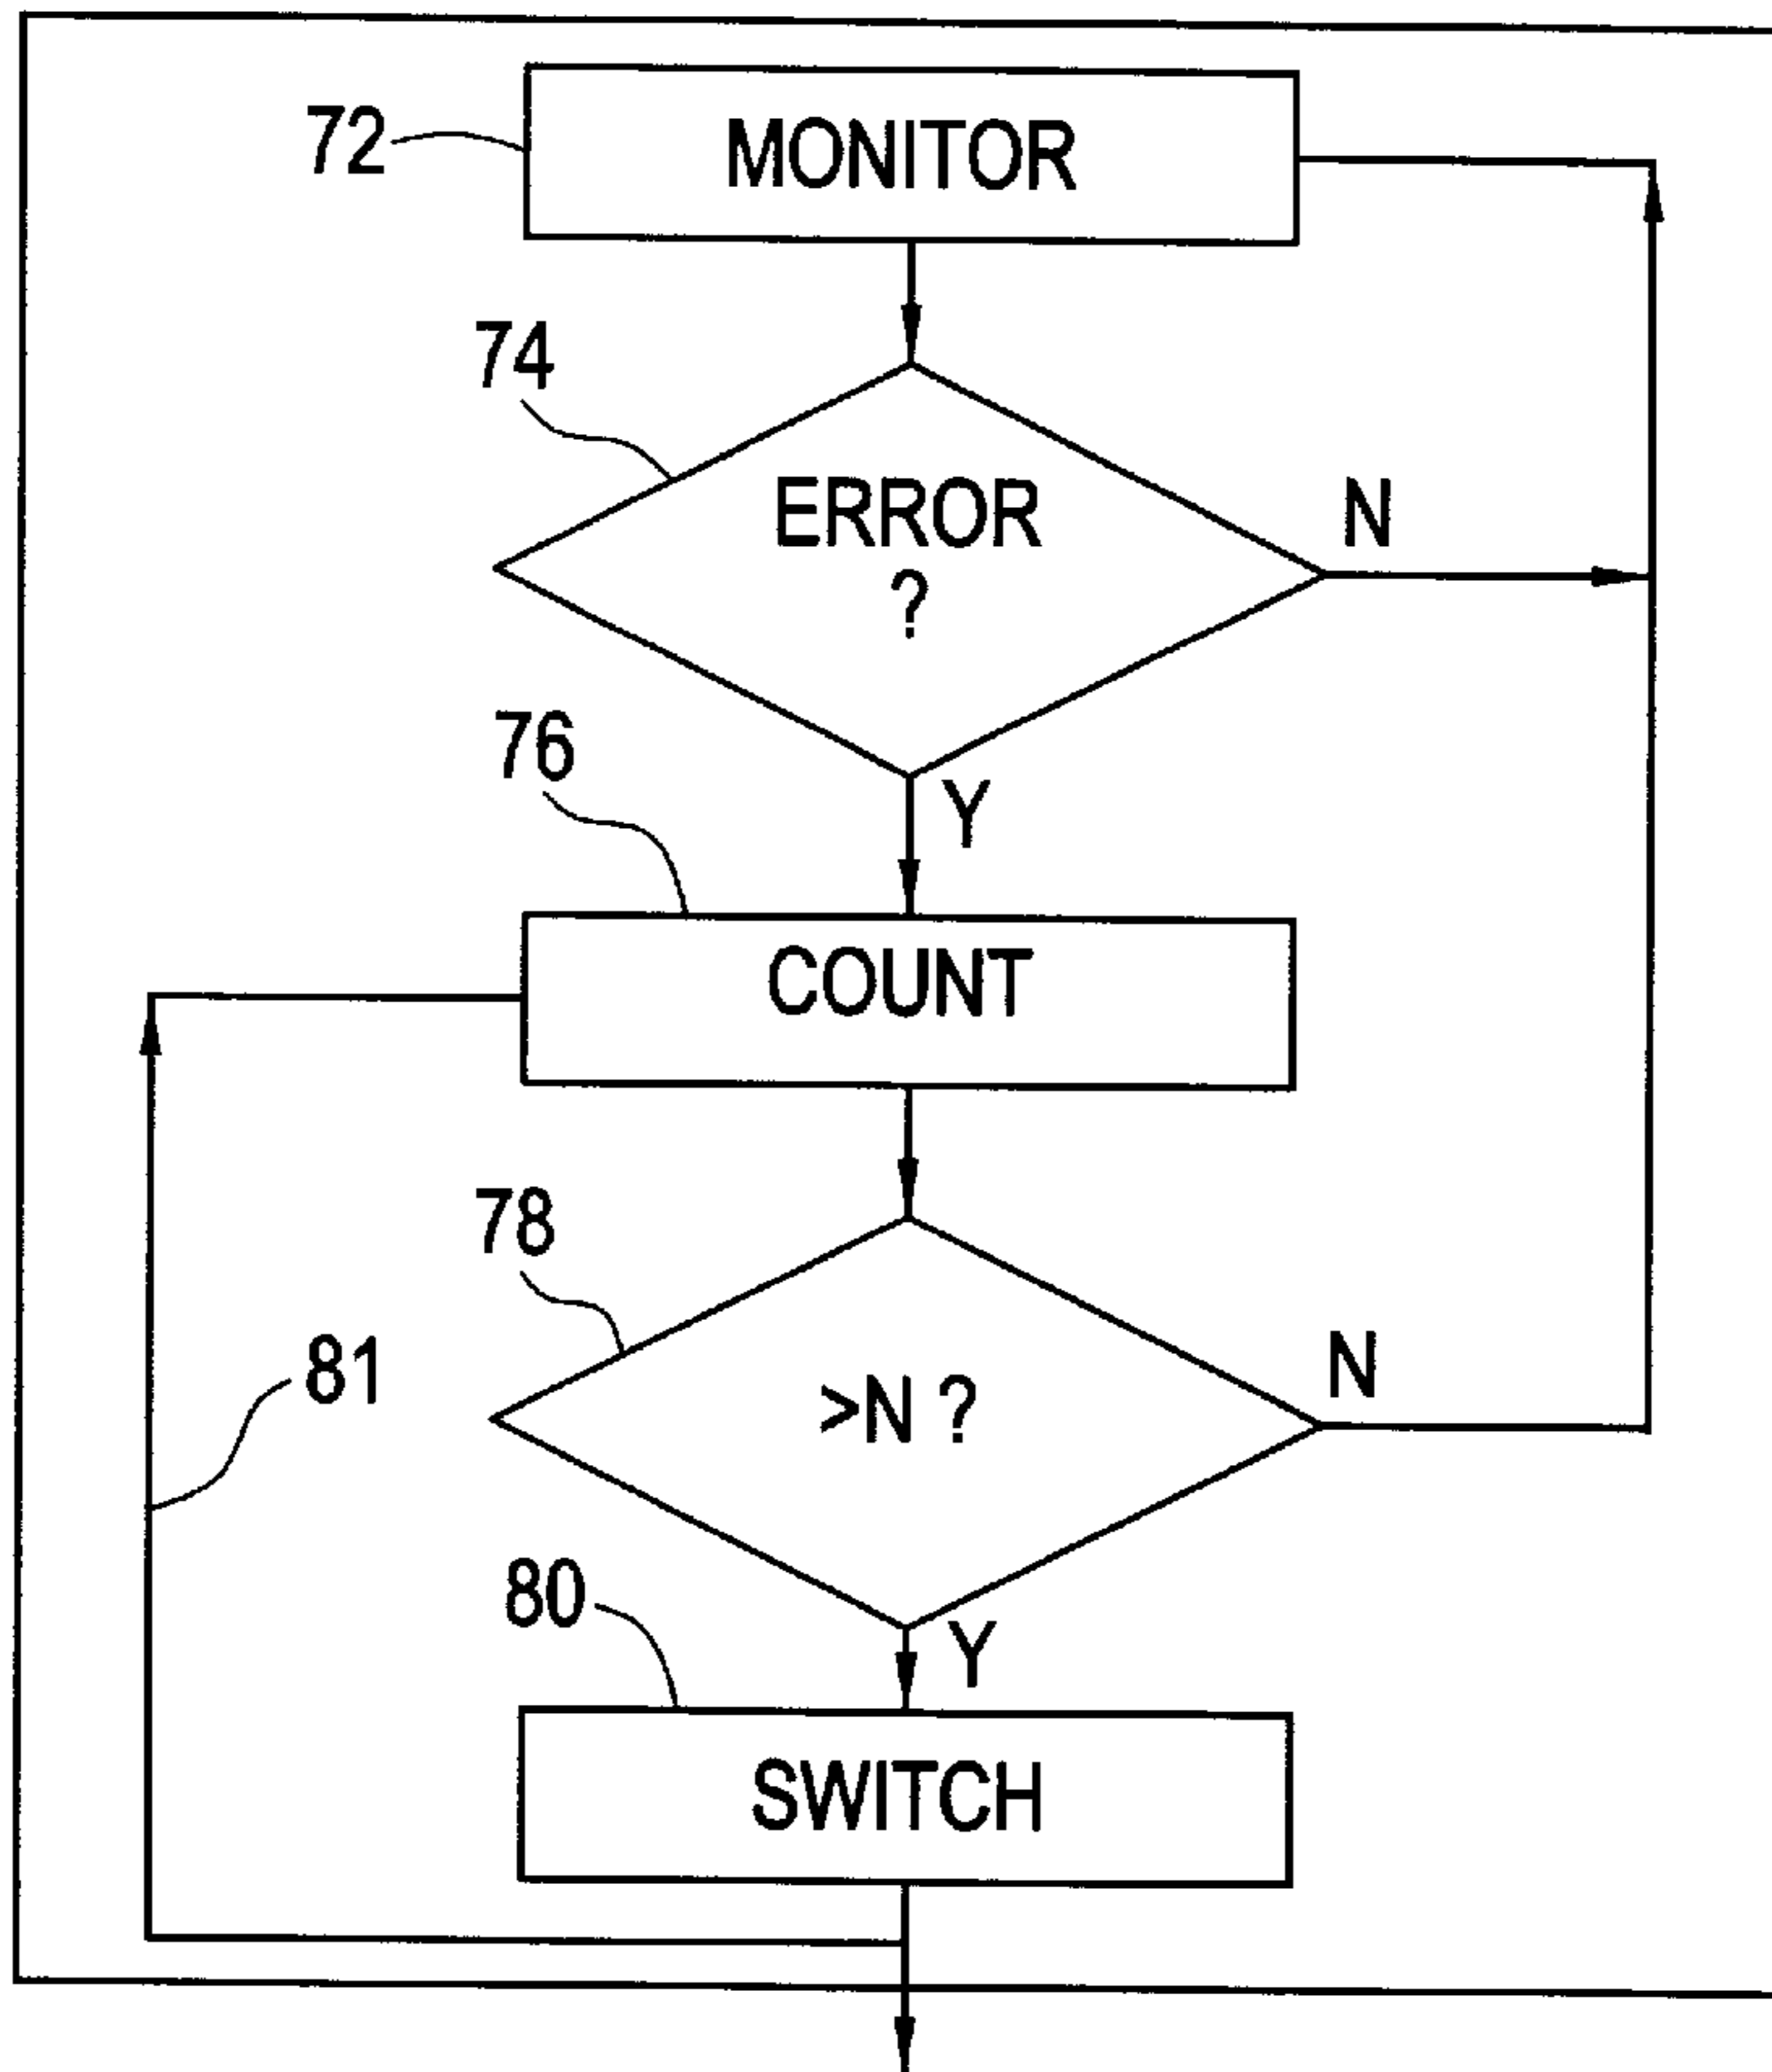 72
MONITOR
74
ERROR
?
N
76
Y
COUNT
78
81
>N ?
N
80
Y
SWITCH